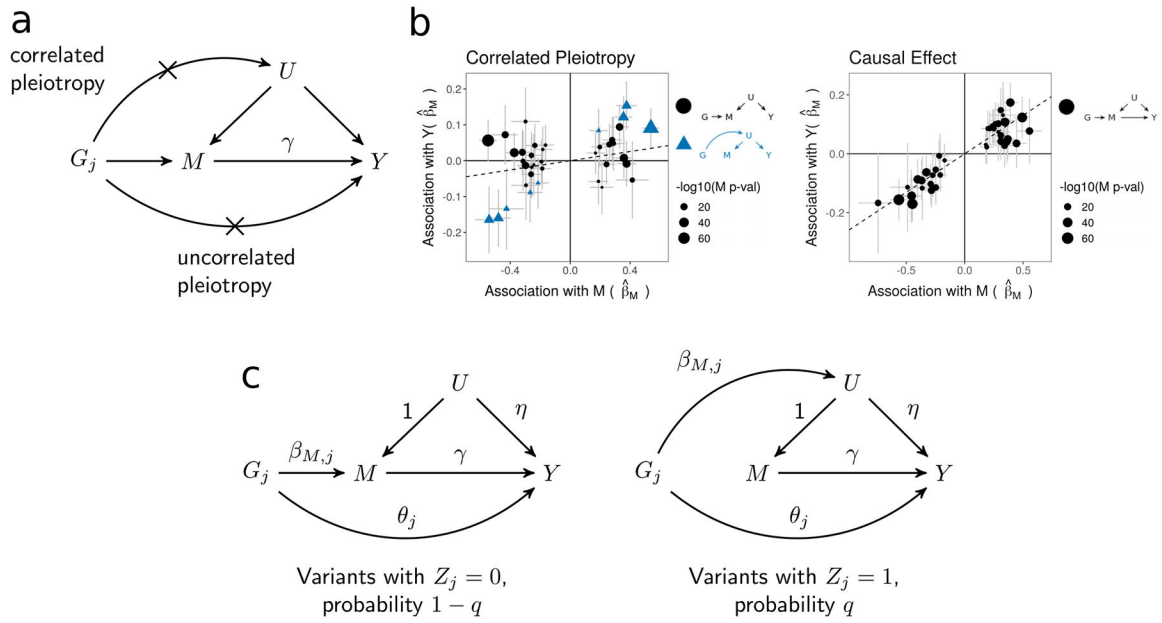 a
correlated
pleiotropy
U
G_j
M
γ
Y
uncorrelated
pleiotropy
b
Correlated Pleiotropy
Association with Y( β̂_M )
0.2
0.1
0.0
-0.1
-0.2
-0.4
0.0
0.4
Association with M ( β̂_M )
U
G M Y
U
G M Y
-log10(M p-val)
20
40
60
Causal Effect
Association with Y( β̂_M )
0.2
0.0
-0.2
-0.5
0.0
0.5
Association with M ( β̂_M )
U
G M Y
-log10(M p-val)
20
40
60
c
U
1
η
β_{M,j}
G_j
M
γ
Y
θ_j
Variants with Z_j = 0,
probability 1 − q
β_{M,j}
U
1
η
G_j
M
γ
Y
θ_j
Variants with Z_j = 1,
probability q